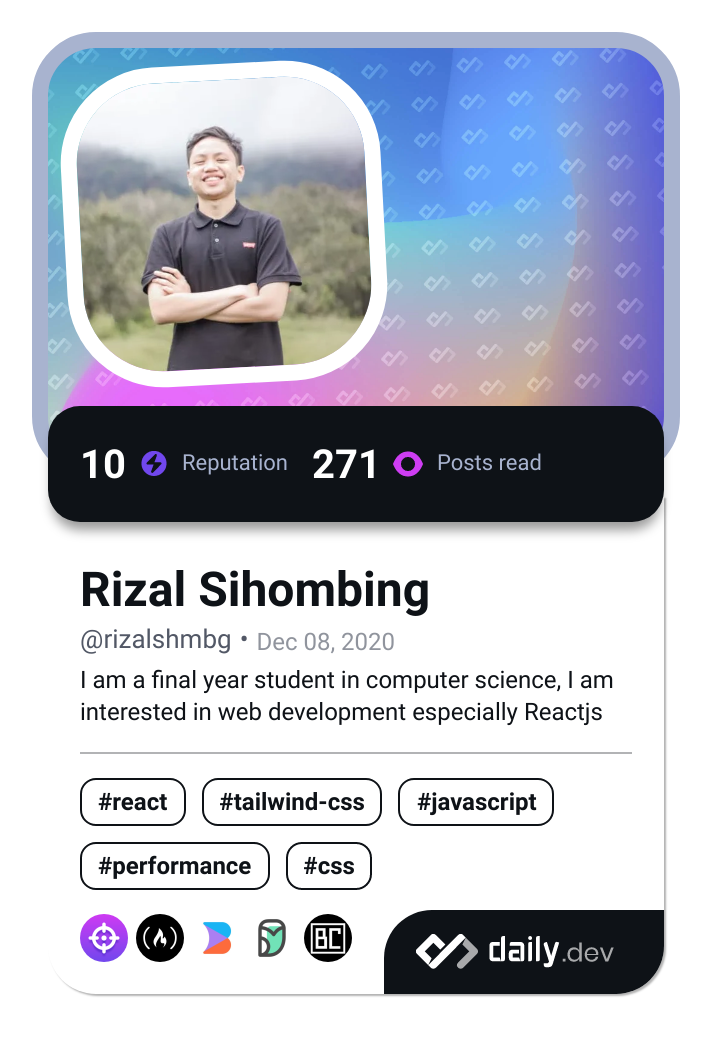 10 Reputation 271 Posts read
Rizal Sihombing
@rizalshmbg • Dec 08, 2020
I am a final year student in computer science, I am
interested in web development especially Reactjs
#react #tailwind-css #javascript
#performance #css
BC daily.dev